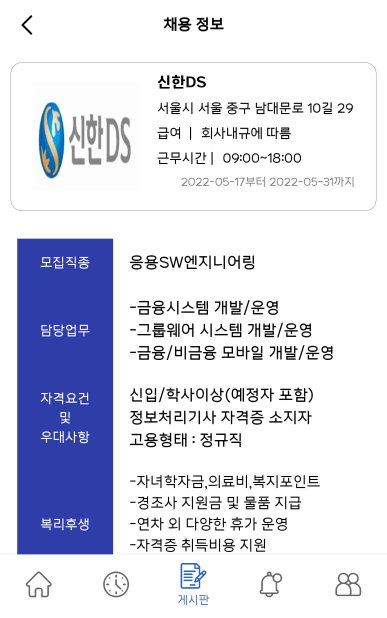 채용 정보
신한DS
신한DS
서울시 서울 중구 남대문로 10길 29
급여 | 회사내규에 따름
근무시간 | 09:00~18:00
2022-05-17부터 2022-05-31까지
모집직종
응용SW엔지니어링
담당업무
-금융시스템 개발/운영
-그룹웨어 시스템 개발/운영
-금융/비금융 모바일 개발/운영
자격요건
및
우대사항
신입/학사이상(예정자 포함)
정보처리기사 자격증 소지자
고용형태 : 정규직
복리후생
-자녀학자금,의료비,복지포인트
-경조사 지원금 및 물품 지급
-연차 외 다양한 휴가 운영
-자격증 취득비용 지원
게시판